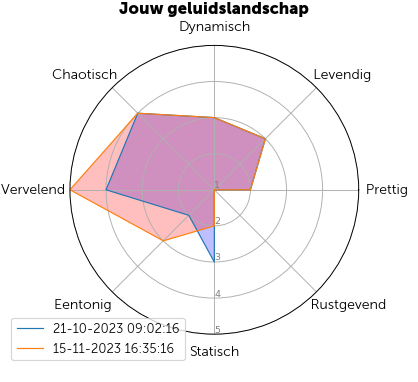 Jouw geluidslandschap
Dynamisch
Chaotisch
Levendig
Vervelend
1
Prettig
2
3
4
Eentonig
Rustgevend
5
Statisch
21-10-2023 09:02:16
15-11-2023 16:35:16